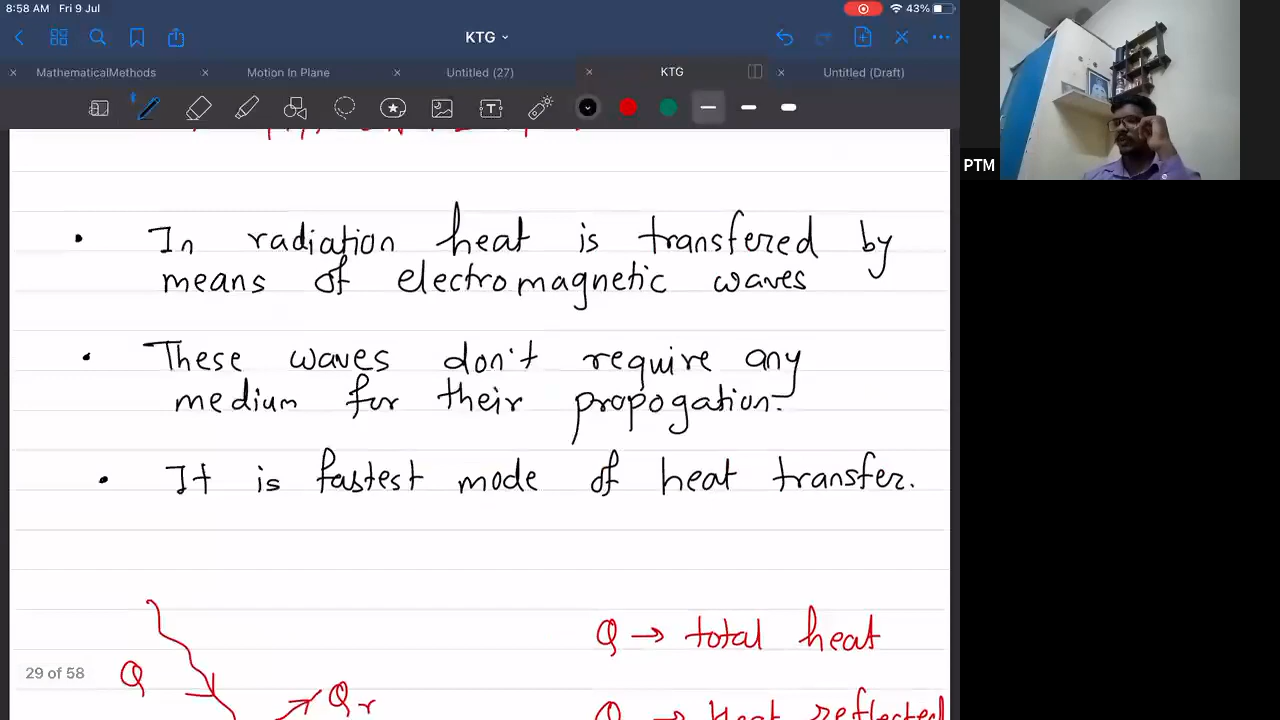 8:58 AM Fri 9 Jul
43%
KTG
MathematicalMethods
Motion In Plane
Untitled (27)
KTG
Untitled (Draft)
PTM
• In radiation heat is transfered by
means of electromagnetic waves
• These waves don't require any
medium for their propogation.
• It is fastest mode of heat transfer.
Q → total heat
29 of 58
Q
Qr
→ Heat reflected